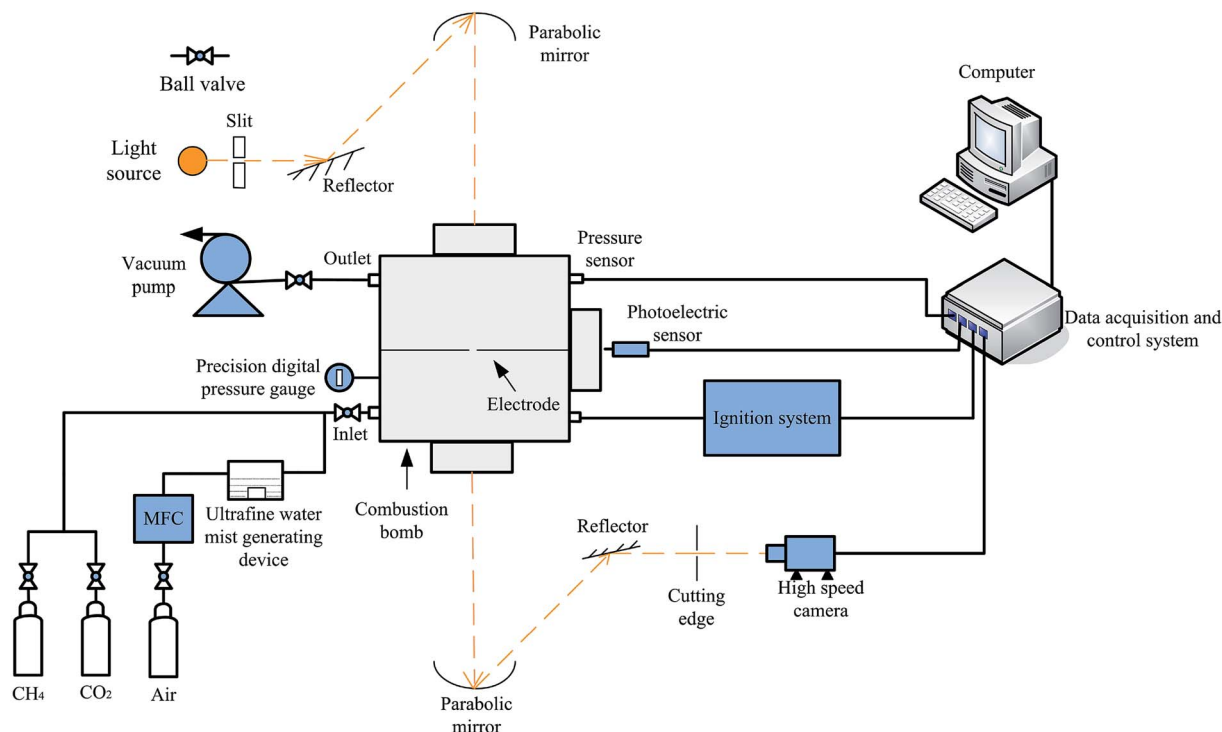 Parabolic
mirror
Ball valve
Computer
Slit
Light
source
Reflector
Vacuum
pump
Outlet
Pressure
sensor
Photoelectric
sensor
Data acquisition and
control system
Precision digital
pressure gauge
Electrode
Ignition system
Inlet
MFC
Ultrafine water
mist generating
device
Combustion
bomb
Reflector
Cutting
edge
High speed
camera
CH4
CO2
Air
Parabolic
mirror